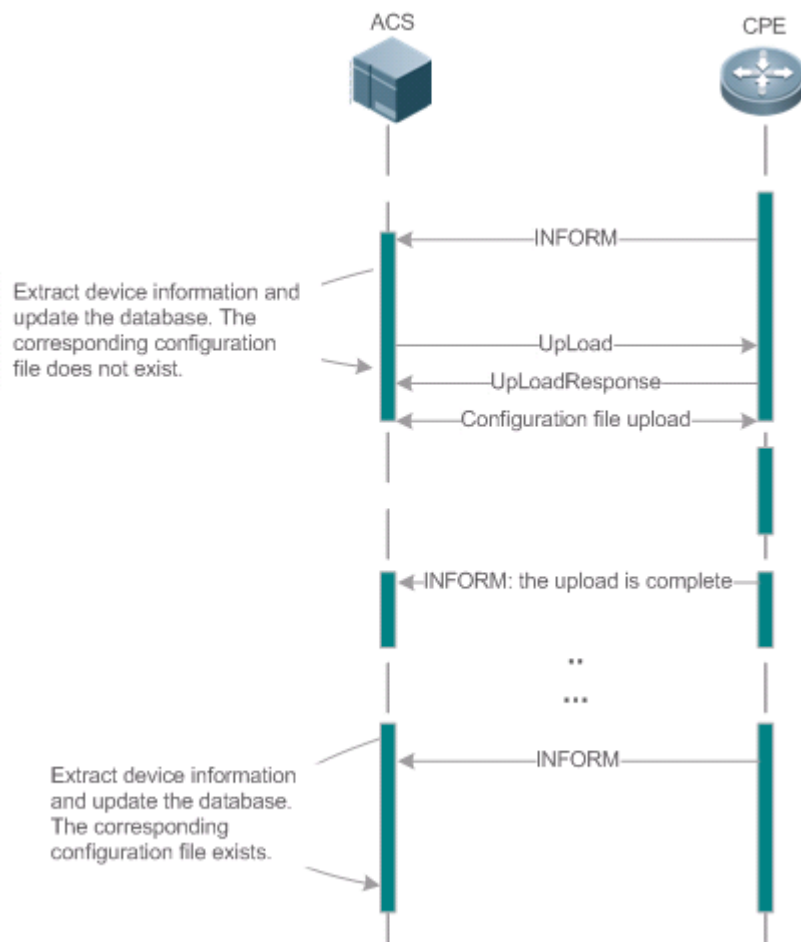 ACS
CPE
INFORM
Extract device information and
update the database. The
corresponding configuration
file does not exist.
UpLoad
UpLoadResponse
Configuration file upload
INFORM: the upload is complete
..
...
INFORM
Extract device information
and update the database.
The corresponding
configuration file exists.